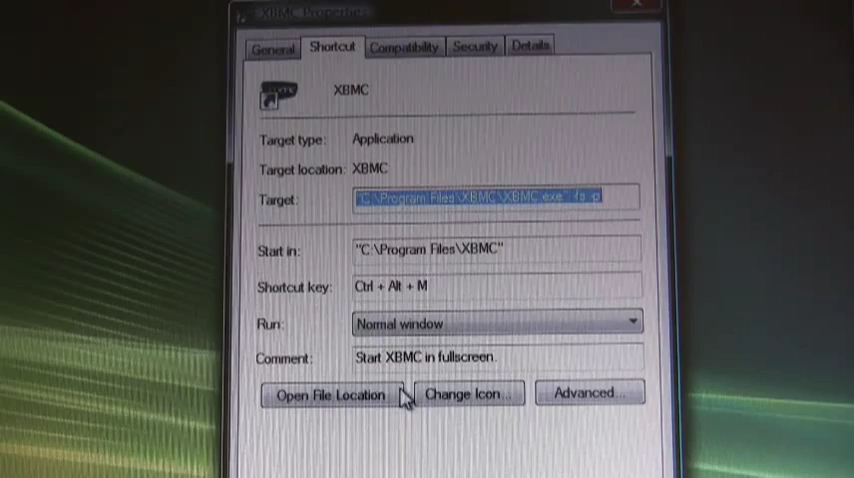 XBMC Properties
General Shortcut Compatibility Security Details
XBMC
Target type: Application
Target location: XBMC
Target: "C:\Program Files\XBMC\XBMC.exe" -fs -p
Start in: "C:\Program Files\XBMC"
Shortcut key: Ctrl + Alt + M
Run: Normal window
Comment: Start XBMC in fullscreen.
Open File Location Change Icon... Advanced...